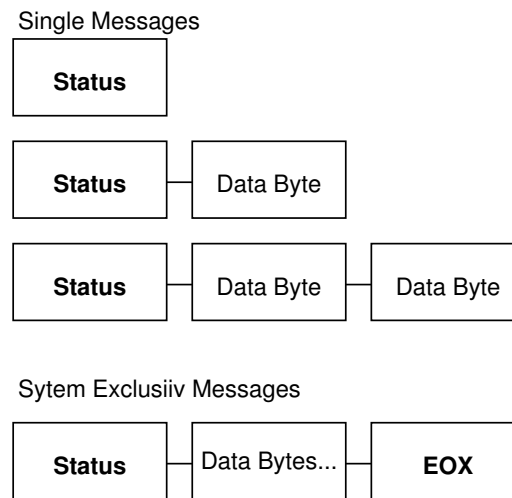 Single Messages
Status
Status Data Byte
Status Data Byte Data Byte
Sytem Exclusiiv Messages
Status Data Bytes... EOX